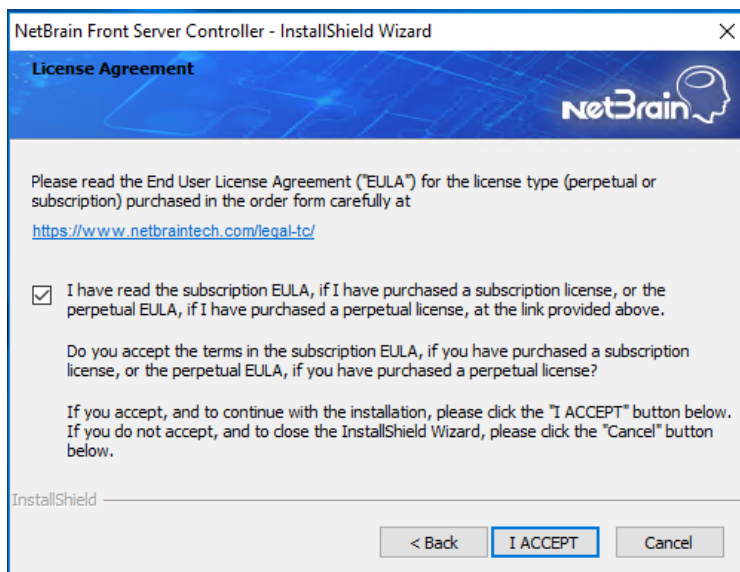 NetBrain Front Server Controller - InstallShield Wizard
License Agreement
NetBrain
Please read the End User License Agreement ("EULA") for the license type (perpetual or
subscription) purchased in the order form carefully at
https://www.netbraintech.com/legal-tc/
I have read the subscription EULA, if I have purchased a subscription license, or the
perpetual EULA, if I have purchased a perpetual license, at the link provided above.
Do you accept the terms in the subscription EULA, if you have purchased a subscription
license, or the perpetual EULA, if you have purchased a perpetual license?
If you accept, and to continue with the installation, please click the "I ACCEPT" button below.
If you do not accept, and to close the InstallShield Wizard, please click the "Cancel" button
below.
InstallShield
< Back I ACCEPT Cancel